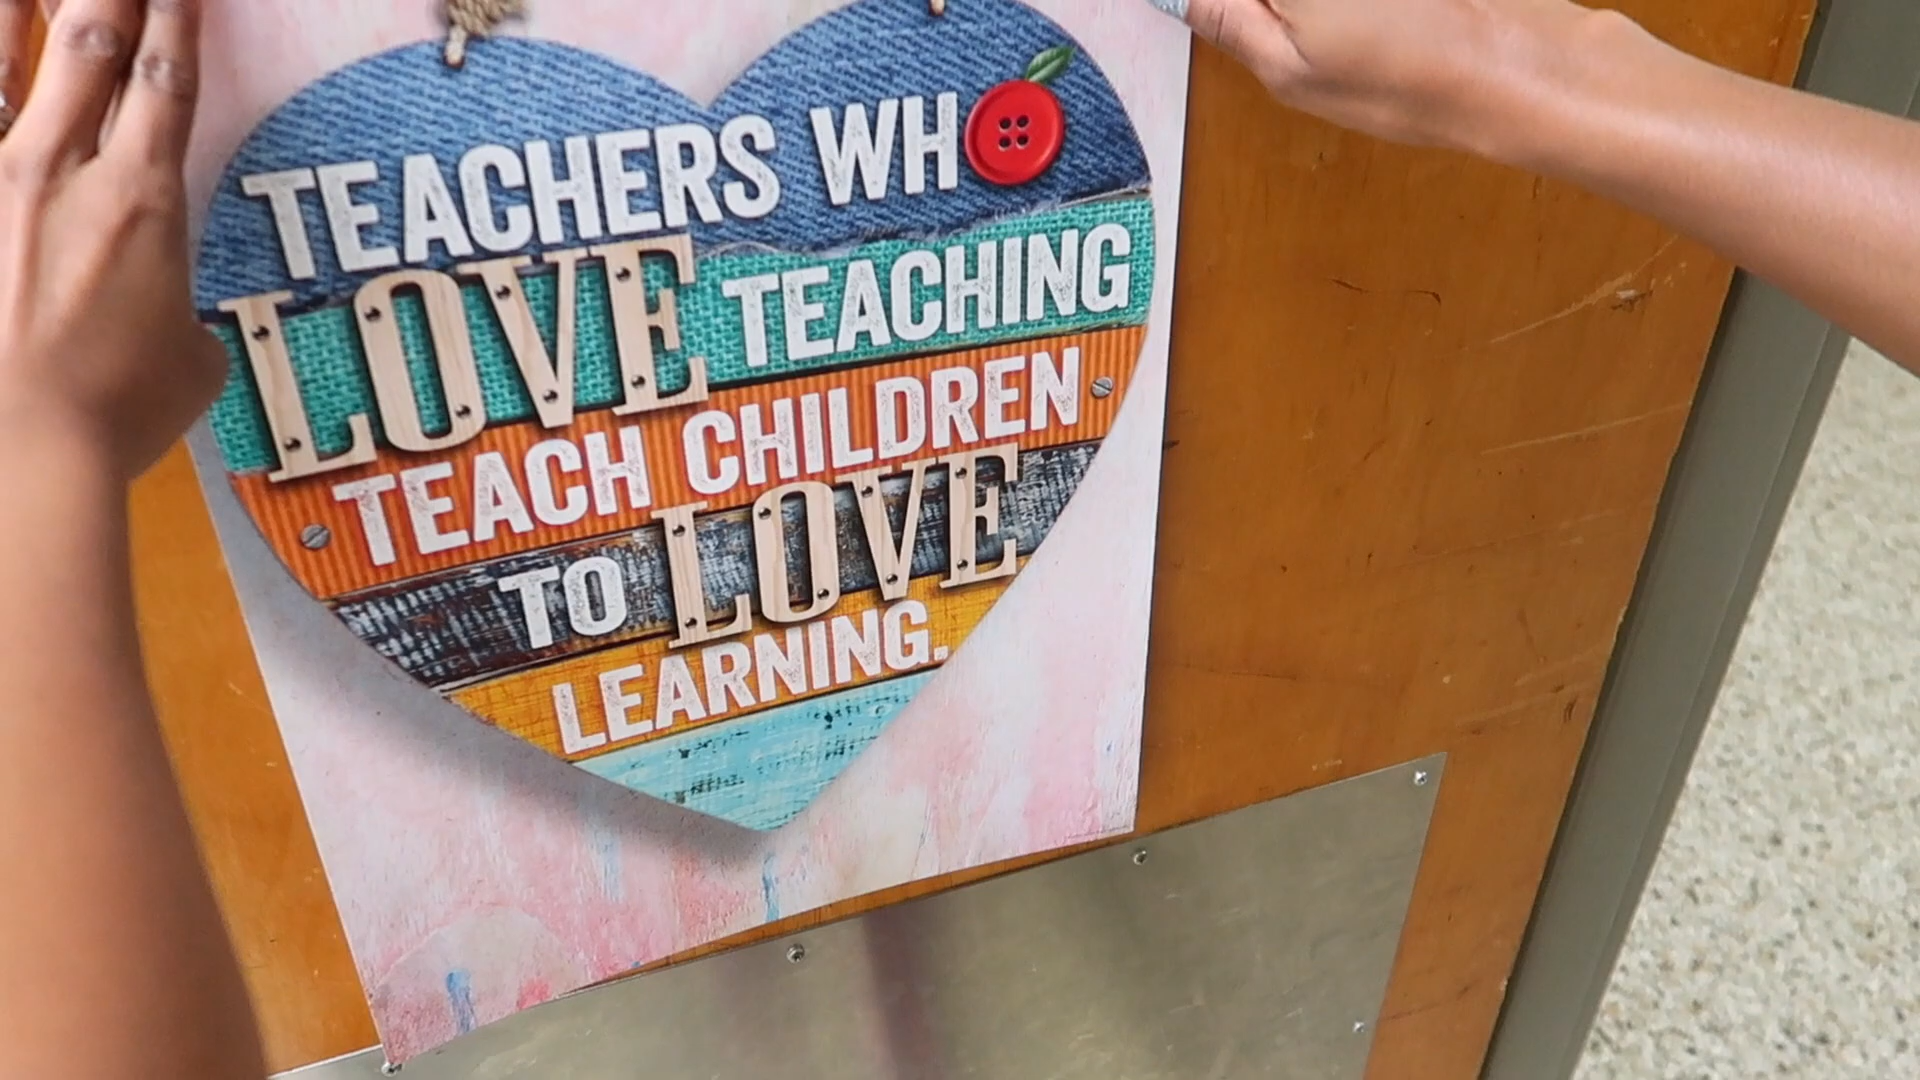 TEACHERS WHO
LOVE TEACHING
TEACH CHILDREN
TO LOVE
LEARNING.